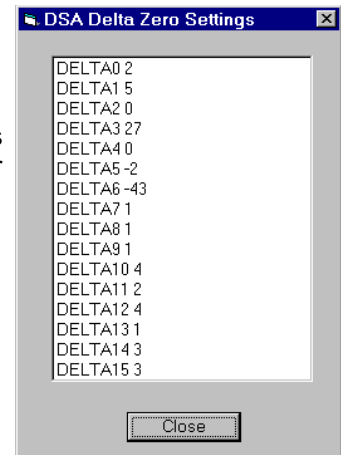 DSA Delta Zero Settings
DELTA0 2
DELTA1 5
DELTA2 0
DELTA3 27
DELTA4 0
DELTA5 -2
DELTA6 -43
DELTA7 1
DELTA8 1
DELTA9 1
DELTA10 4
DELTA11 2
DELTA12 4
DELTA13 1
DELTA14 3
DELTA15 3
Close